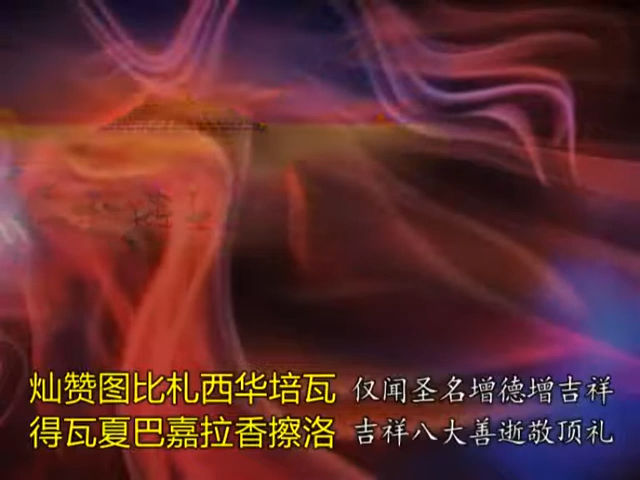 灿赞图比札西华培瓦 仅闻圣名增德增吉祥
得瓦夏巴嘉拉香擦洛 吉祥八大善逝敬顶礼